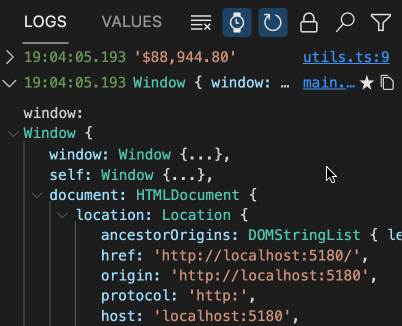 LOGS VALUES
19:04:05.193 '$88,944.80' utils.ts:9
19:04:05.193 Window { window: … main.…
window:
Window {
window: Window {...},
self: Window {...},
document: HTMLDocument {
location: Location {
ancestorOrigins: DOMStringList { le
href: 'http://localhost:5180/',
origin: 'http://localhost:5180',
protocol: 'http:',
host: 'localhost:5180',